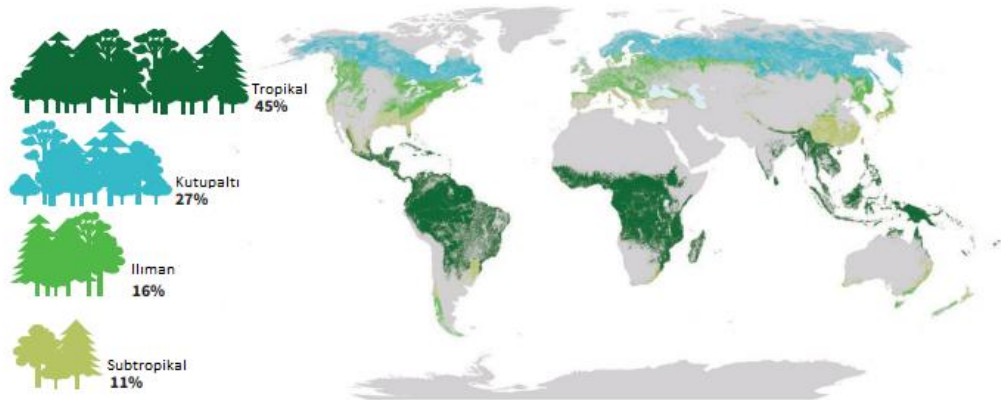 Tropikal
45%
Kutupaltı
27%
Ilıman
16%
Subtropikal
11%